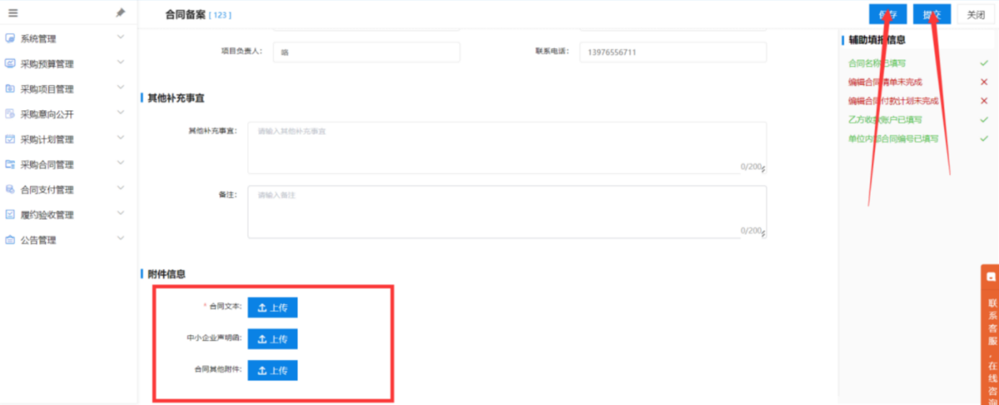 合同备案 [ 123 ]
保存
提交
关闭
系统管理
采购预算管理
采购项目管理
采购意向公开
采购计划管理
采购合同管理
合同支付管理
履约验收管理
公告管理
项目负责人:
联系电话: 13976556711
其他补充事宜
其他补充事宜: 请输入其他补充事宜
0/200
备注: 请输入备注
0/200
附件信息
* 合同文本: 上传
中小企业声明函: 上传
合同其他附件: 上传
辅助填报信息
合同名称已填写
编辑合同清单未完成
编辑合同付款计划未完成
乙方收款账户已填写
单位内部合同编号已填写
联系客服，在线咨询